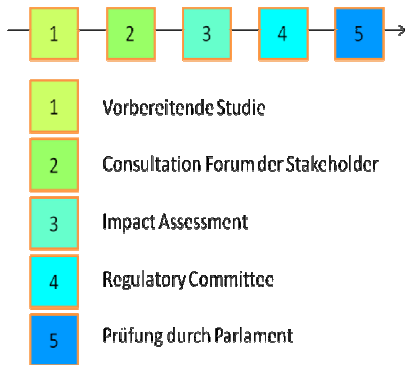 1 2 3 4 5
1 Vorbereitende Studie
2 Consultation Forum der Stakeholder
3 Impact Assessment
4 Regulatory Committee
5 Prüfung durch Parlament